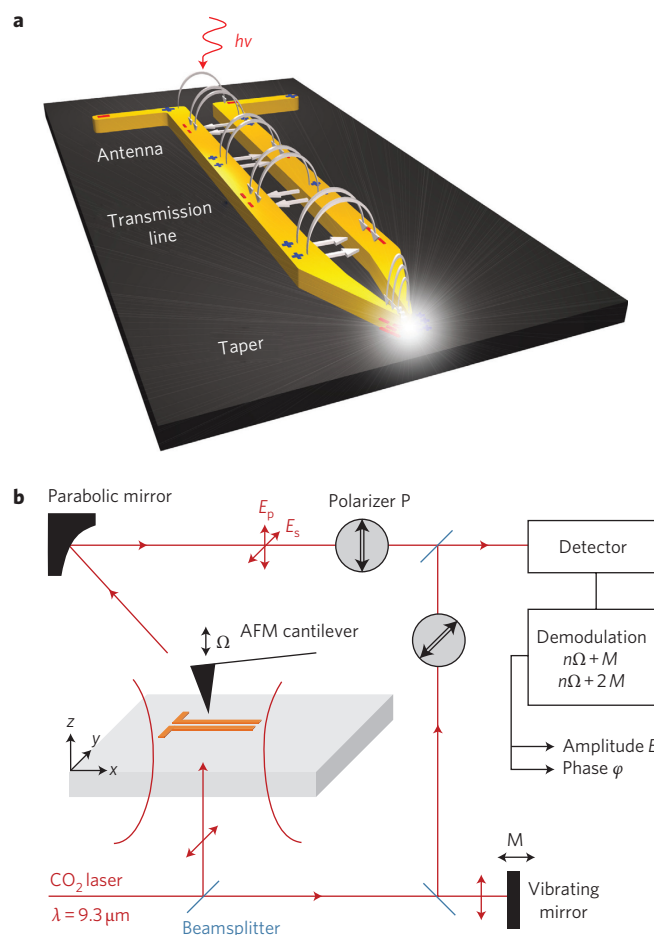 a
hν
Antenna
Transmission
line
Taper
b
Parabolic mirror
Polarizer P
Ep
Es
Detector
Ω
AFM cantilever
Demodulation
nΩ + M
nΩ + 2M
z
y
x
Amplitude E
Phase φ
M
CO2 laser
Vibrating
mirror
λ = 9.3 μm
Beamsplitter